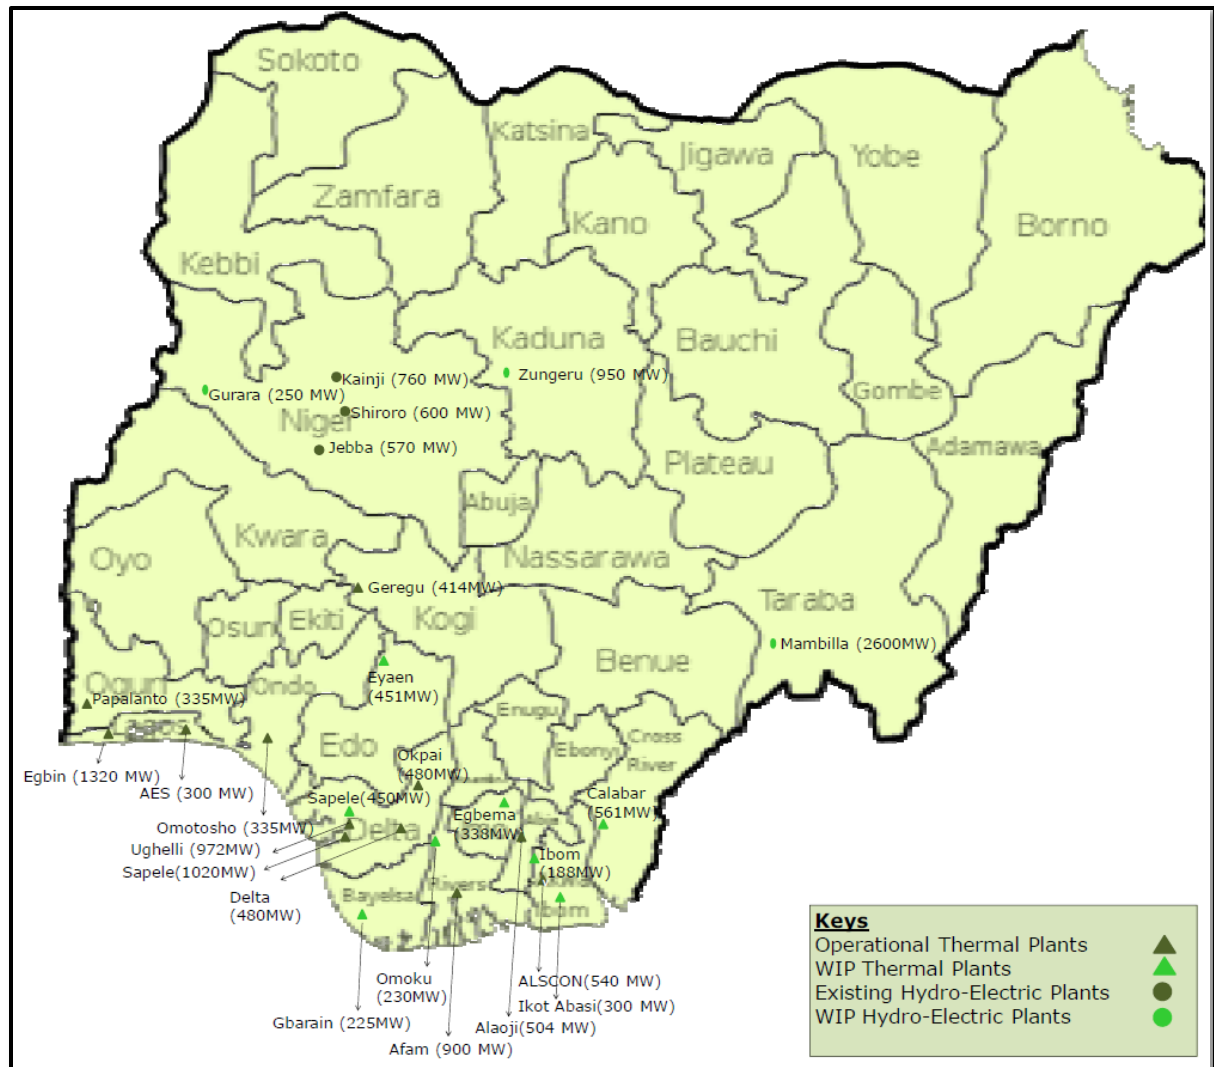 Sokoto
Katsina
Jigawa
Yobe
Zamfara
Kano
Borno
Kebbi
Kaduna
Bauchi
Zungeru (950 MW)
Kainji (760 MW)
Gurara (250 MW)
Gombe
Shiroro (600 MW)
Niger
Jebba (570 MW)
Adamawa
Plateau
Abuja
Kwara
Oyo
Nassarawa
Geregu (414MW)
Taraba
Kogi
Osun
Ekiti
Mambilla (2600MW)
Benue
Eyaen
(451MW)
Ogun
Ondo
Papalanto (335MW)
Enugu
Lagos
Edo
Ebonyi
Cross
River
Okpai
(480MW)
Egbin (1320 MW)
AES (300 MW)
Sapele(450MW)
Calabar
(561MW)
Egbema
(338MW)
Imo
Abia
Omotosho (335MW)
Delta
Ughelli (972MW)
Ibom
(188MW)
Sapele(1020MW)
Delta
(480MW)
Bayelsa
Rivers
Akwa
Ibom
Omoku
(230MW)
ALSCON(540 MW)
Ikot Abasi(300 MW)
Gbarain (225MW)
Alaoji(504 MW)
Afam (900 MW)
Keys
Operational Thermal Plants
WIP Thermal Plants
Existing Hydro-Electric Plants
WIP Hydro-Electric Plants